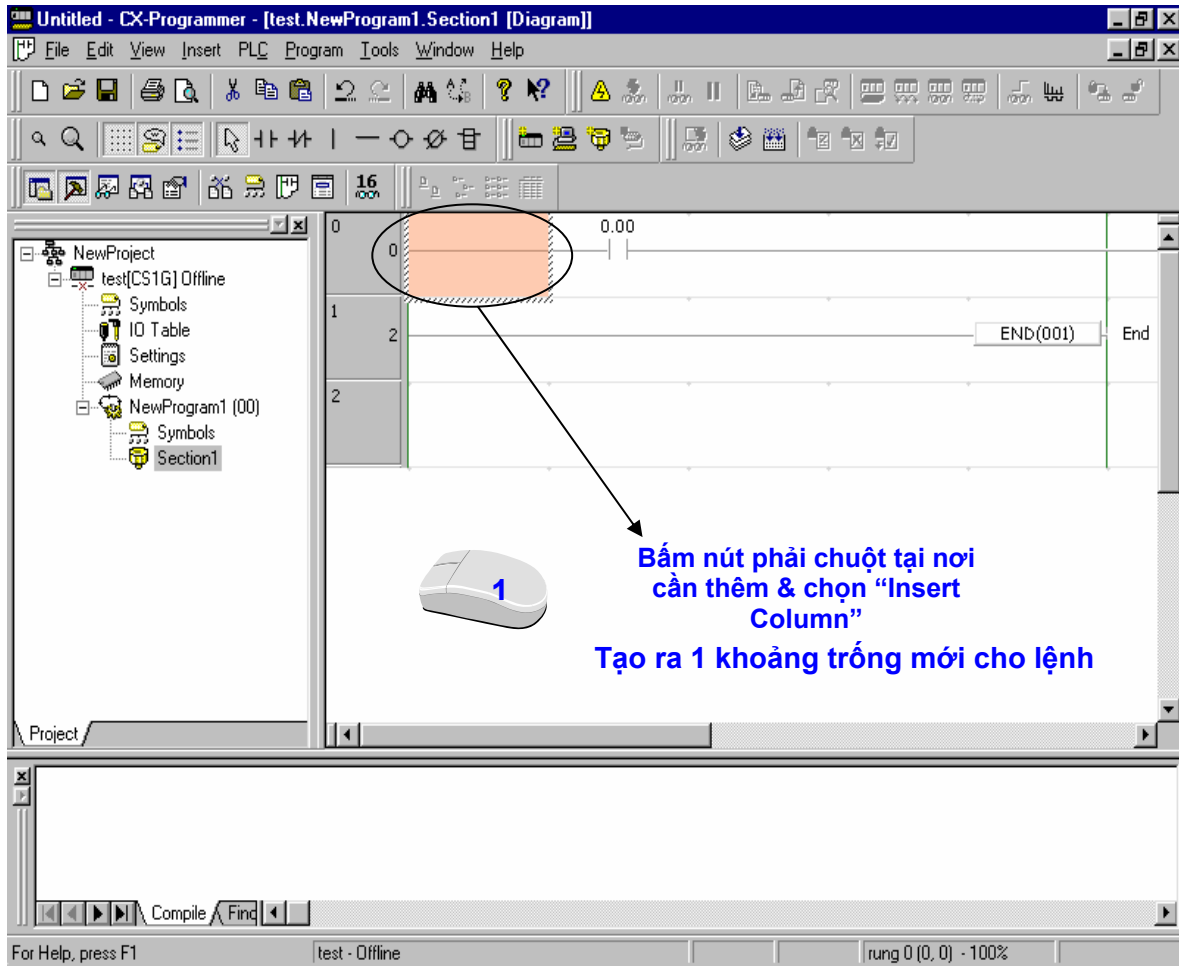 Untitled - CX-Programmer - [test.NewProgram1.Section1 [Diagram]]
File Edit View Insert PLC Program Tools Window Help
16
NewProject
test[CS1G] Offline
Symbols
IO Table
Settings
Memory
NewProgram1 (00)
Symbols
Section1
Project
0
0
0.00
1
2
END(001)
End
2
1
Bấm nút phải chuột tại nơi
cần thêm & chọn “Insert
Column”
Tạo ra 1 khoảng trống mới cho lệnh
Compile
Find
For Help, press F1
test - Offline
rung 0 (0, 0) - 100%